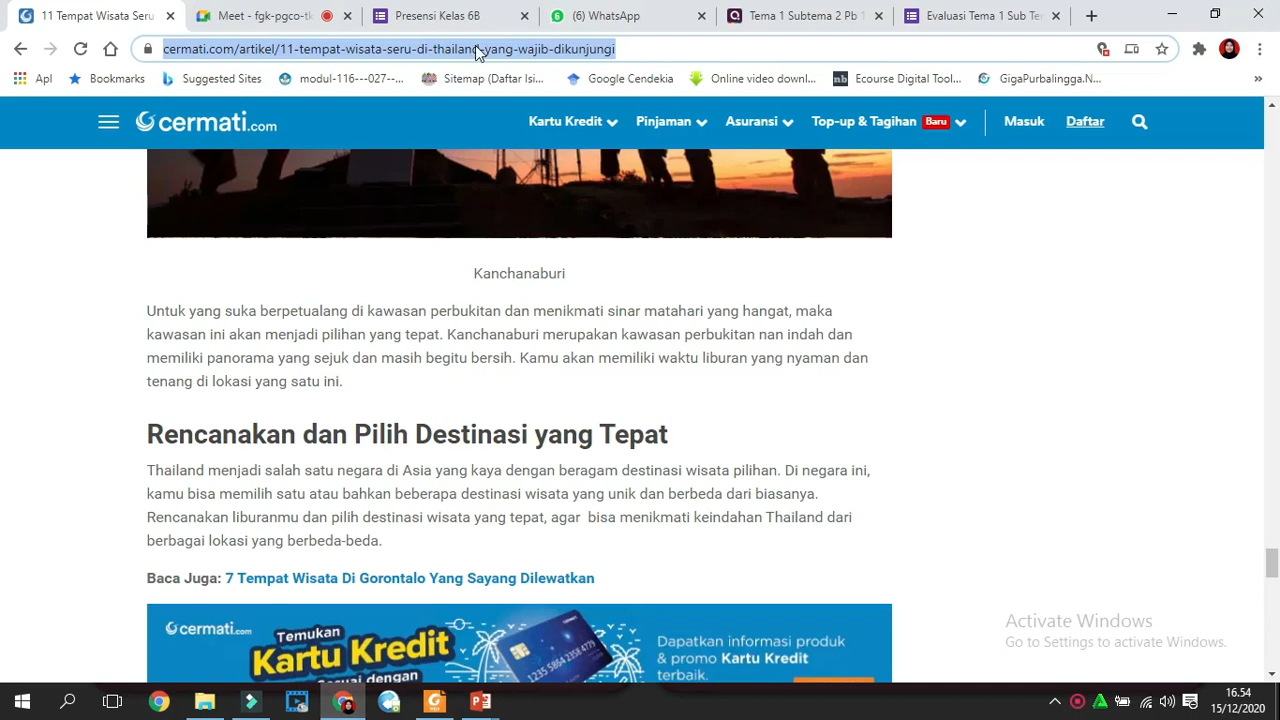 11 Tempat Wisata Seru
Meet - fgk-pgco-tk
Presensi Kelas 6B
(6) WhatsApp
Tema 1 Subtema 2 Pb 1
Evaluasi Tema 1 Sub Ter
cermati.com/artikel/11-tempat-wisata-seru-di-thailand-yang-wajib-dikunjungi
Apl
Bookmarks
Suggested Sites
modul-116---027--...
Sitemap (Daftar Isi...
Google Cendekia
Online video downl...
nb
Ecourse Digital Tool...
GigaPurbalingga.N...
»
cermati.com
Kartu Kredit
Pinjaman
Asuransi
Top-up & Tagihan
Baru
Masuk
Daftar
Kanchanaburi
Untuk yang suka berpetualang di kawasan perbukitan dan menikmati sinar matahari yang hangat, maka
kawasan ini akan menjadi pilihan yang tepat. Kanchanaburi merupakan kawasan perbukitan nan indah dan
memiliki panorama yang sejuk dan masih begitu bersih. Kamu akan memiliki waktu liburan yang nyaman dan
tenang di lokasi yang satu ini.
Rencanakan dan Pilih Destinasi yang Tepat
Thailand menjadi salah satu negara di Asia yang kaya dengan beragam destinasi wisata pilihan. Di negara ini,
kamu bisa memilih satu atau bahkan beberapa destinasi wisata yang unik dan berbeda dari biasanya.
Rencanakan liburanmu dan pilih destinasi wisata yang tepat, agar bisa menikmati keindahan Thailand dari
berbagai lokasi yang berbeda-beda.
Baca Juga: 7 Tempat Wisata Di Gorontalo Yang Sayang Dilewatkan
cermati.com
Temukan
Kartu Kredit
Sesuai dengan
Dapatkan informasi produk
& promo Kartu Kredit
terbaik.
Activate Windows
Go to Settings to activate Windows.
16.54
15/12/2020